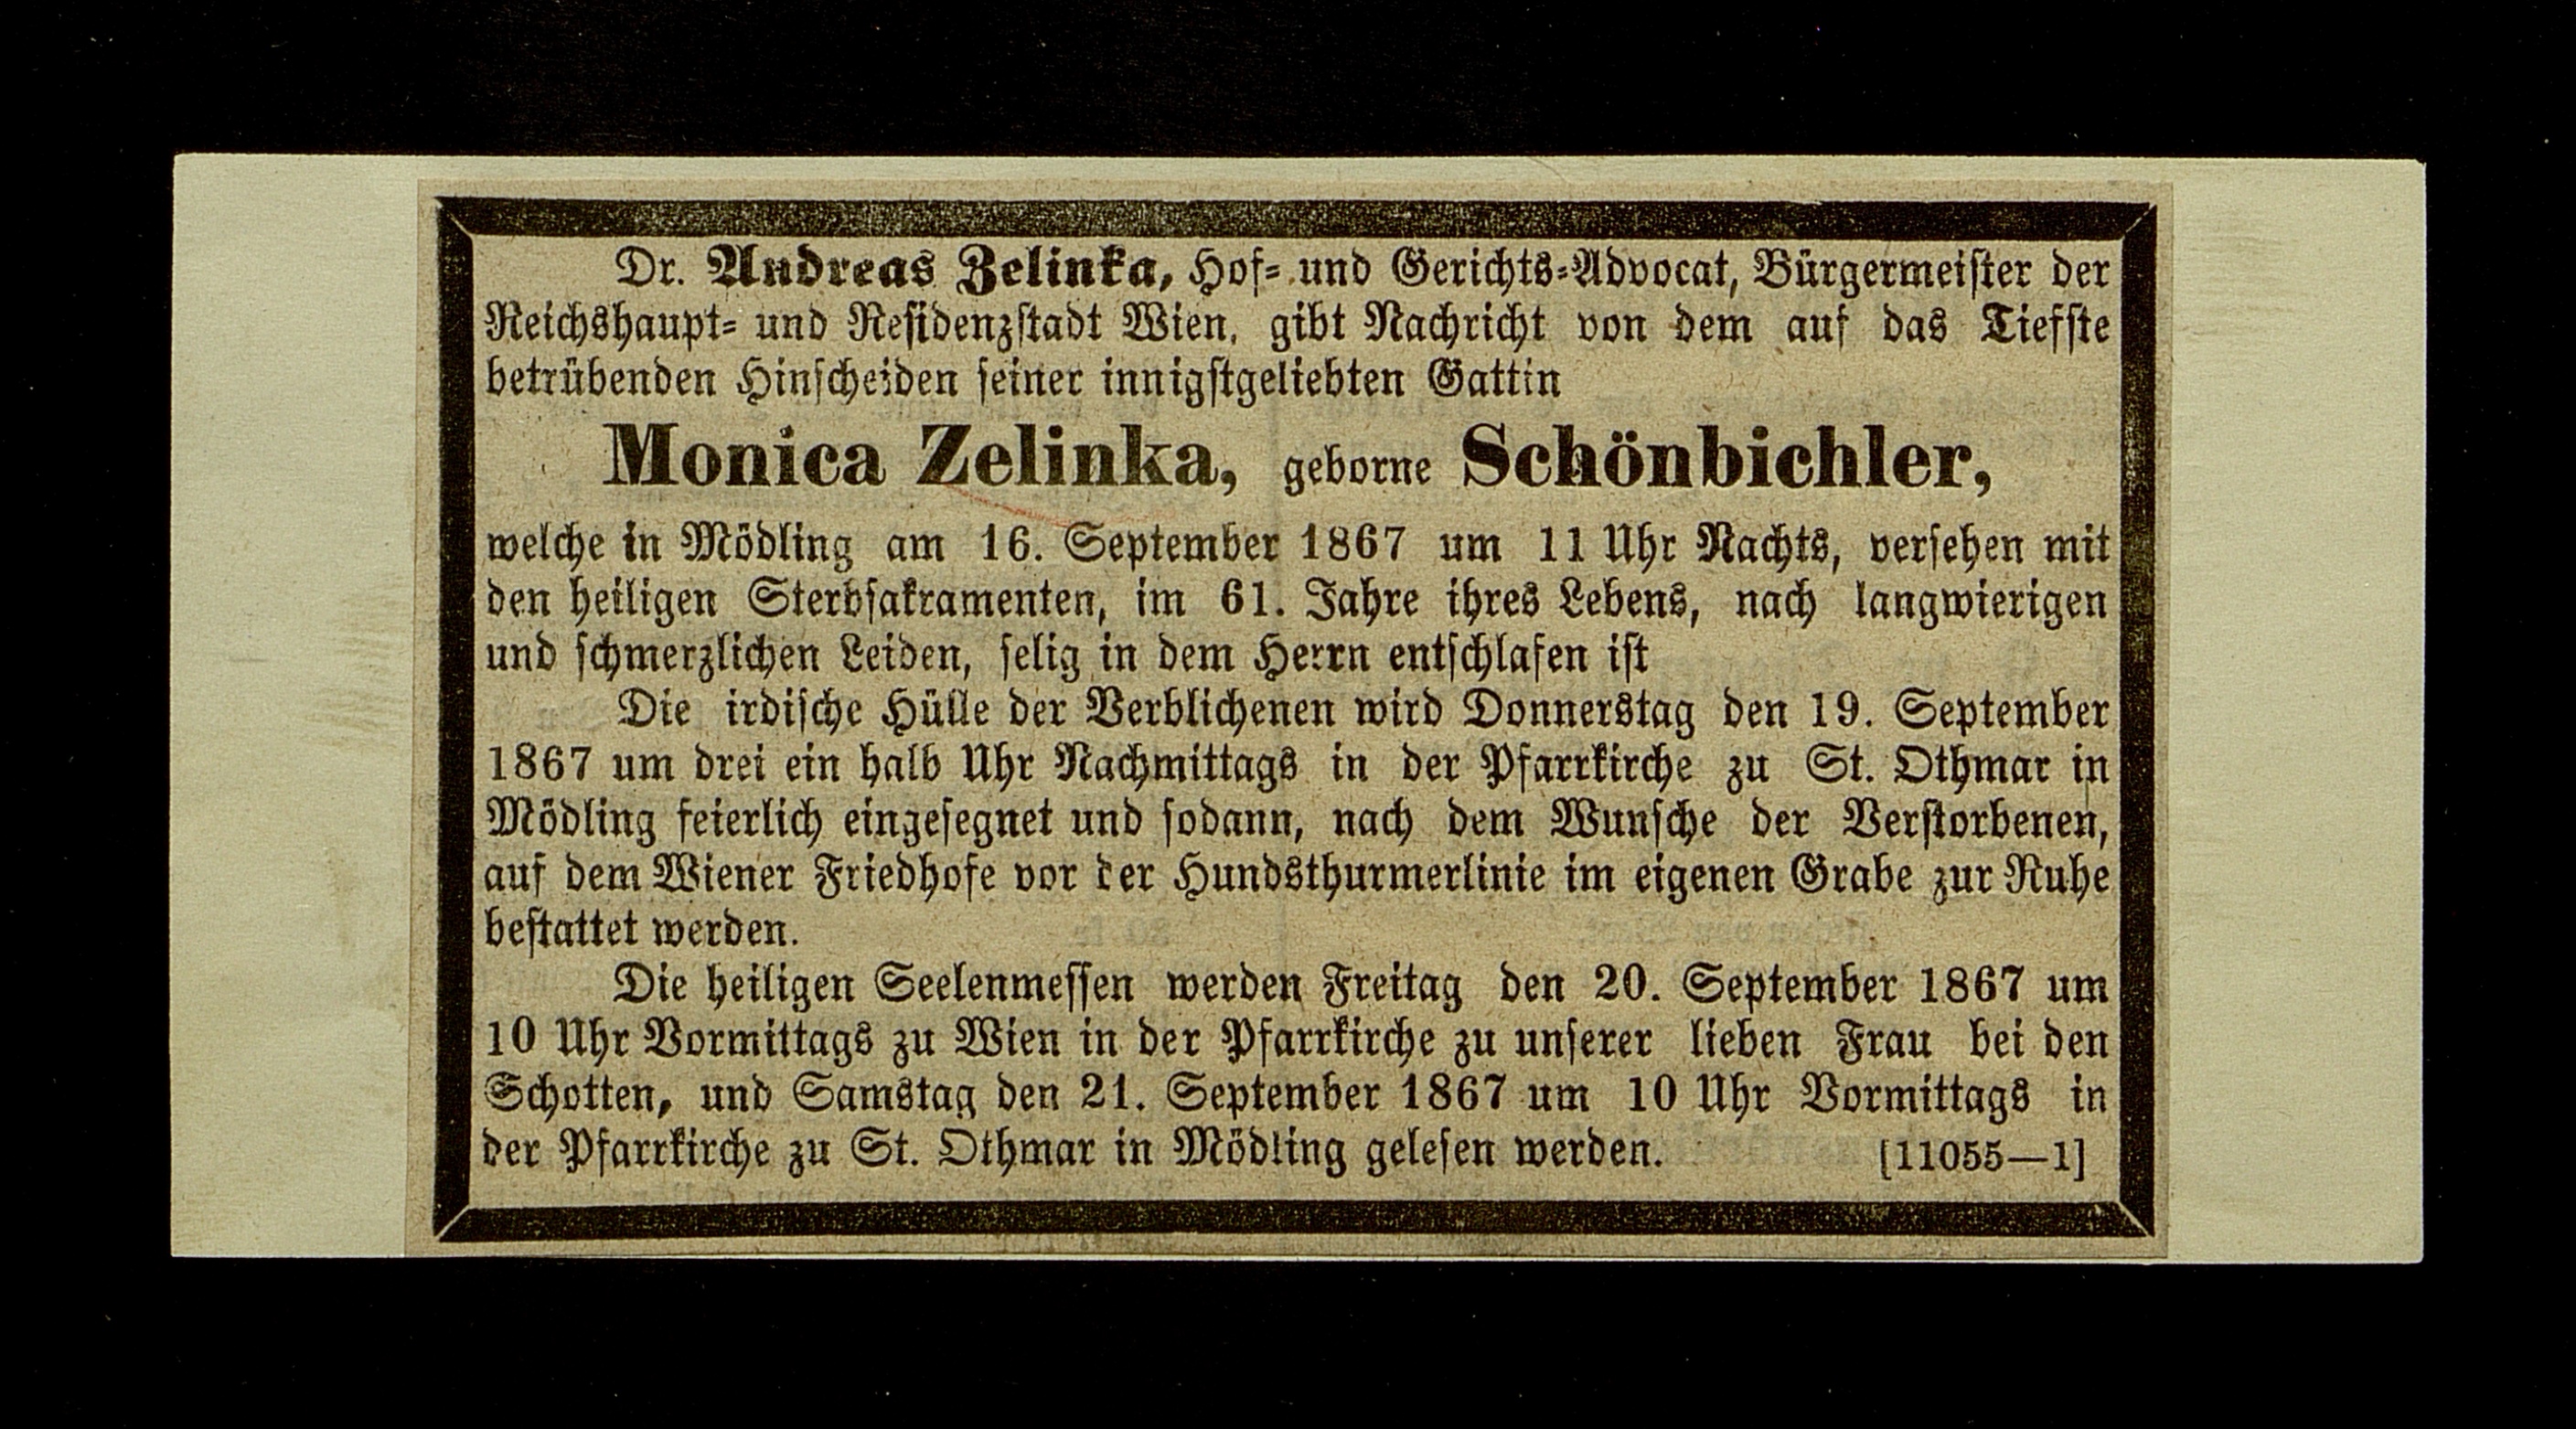 Dr. Andreas Zelinka, Hof= und Gerichts=Advocat, Bürgermeister der
Reichshaupt= und Residenzstadt Wien, gibt Nachricht von dem auf das Tiefste
betrübenden Hinscheiden seiner innigstgeliebten Gattin
Monica Zelinka, geborne Schönbichler,
welche in Mödling am 16. September 1867 um 11 Uhr Nachts, versehen mit
den heiligen Sterbsakramenten, im 61. Jahre ihres Lebens, nach langwierigen
und schmerzlichen Leiden, selig in dem Herrn entschlafen ist
Die irdische Hülle der Verblichenen wird Donnerstag den 19. September
1867 um drei ein halb Uhr Nachmittags in der Pfarrkirche zu St. Othmar in
Mödling feierlich eingesegnet und sodann, nach dem Wunsche der Verstorbenen,
auf dem Wiener Friedhofe vor der Hundsthurmerlinie im eigenen Grabe zur Ruhe
bestattet werden.
Die heiligen Seelenmessen werden Freitag den 20. September 1867 um
10 Uhr Vormittags zu Wien in der Pfarrkirche zu unserer lieben Frau bei den
Schotten, und Samstag den 21. September 1867 um 10 Uhr Vormittags in
der Pfarrkirche zu St. Othmar in Mödling gelesen werden. [11055—1]